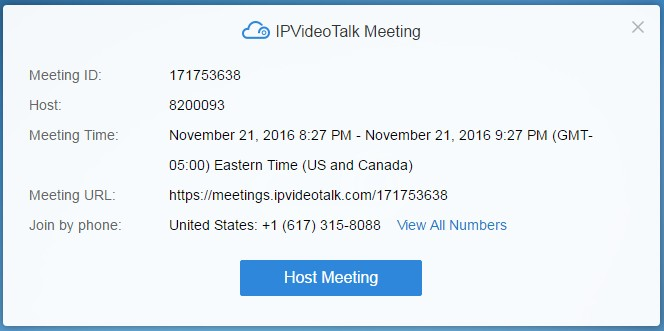 IPVideoTalk Meeting
Meeting ID: 171753638
Host: 8200093
Meeting Time: November 21, 2016 8:27 PM - November 21, 2016 9:27 PM (GMT-
05:00) Eastern Time (US and Canada)
Meeting URL: https://meetings.ipvideotalk.com/171753638
Join by phone: United States: +1 (617) 315-8088 View All Numbers
Host Meeting